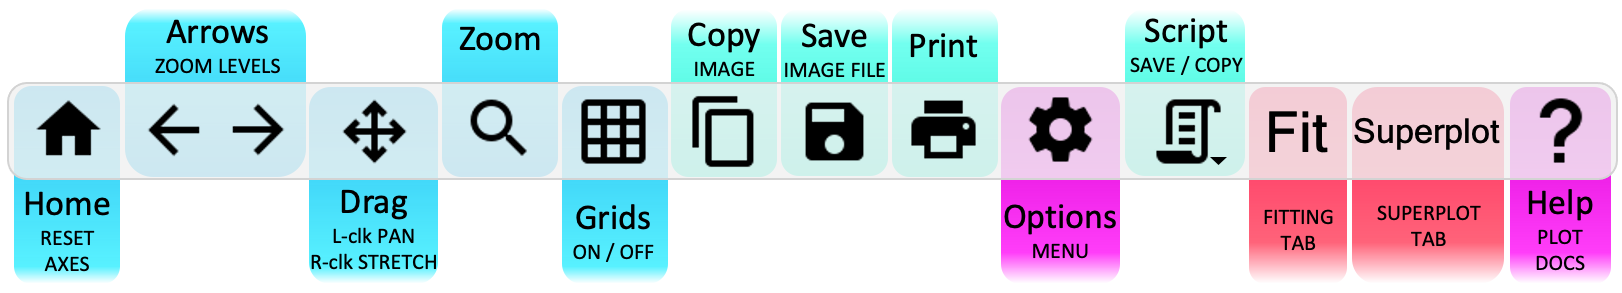 Arrows
ZOOM LEVELS
Zoom
Copy
IMAGE
Save
IMAGE FILE
Print
Script
SAVE / COPY
Fit
Superplot
?
Home
RESET
AXES
Drag
L-clk PAN
R-clk STRETCH
Grids
ON / OFF
Options
MENU
FITTING
TAB
SUPERPLOT
TAB
Help
PLOT
DOCS